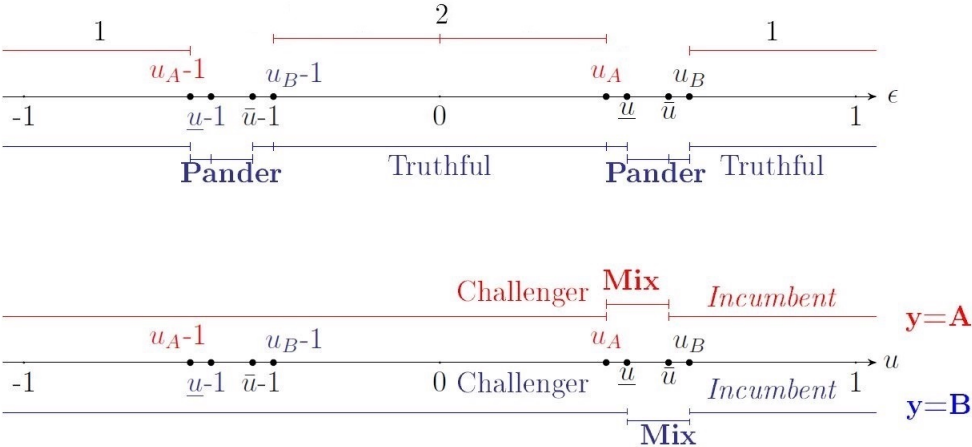 1 2 1
u_A-1 u_B-1 u_A u_B
-1 u̲-1 ū-1 0 u̲ ū 1 ϵ
Pander Truthful Pander Truthful
Challenger Mix Incumbent
y=A
u_A-1 u_B-1 u_A u_B
-1 u̲-1 ū-1 0 u̲ ū 1 u
Challenger Incumbent
y=B
Mix